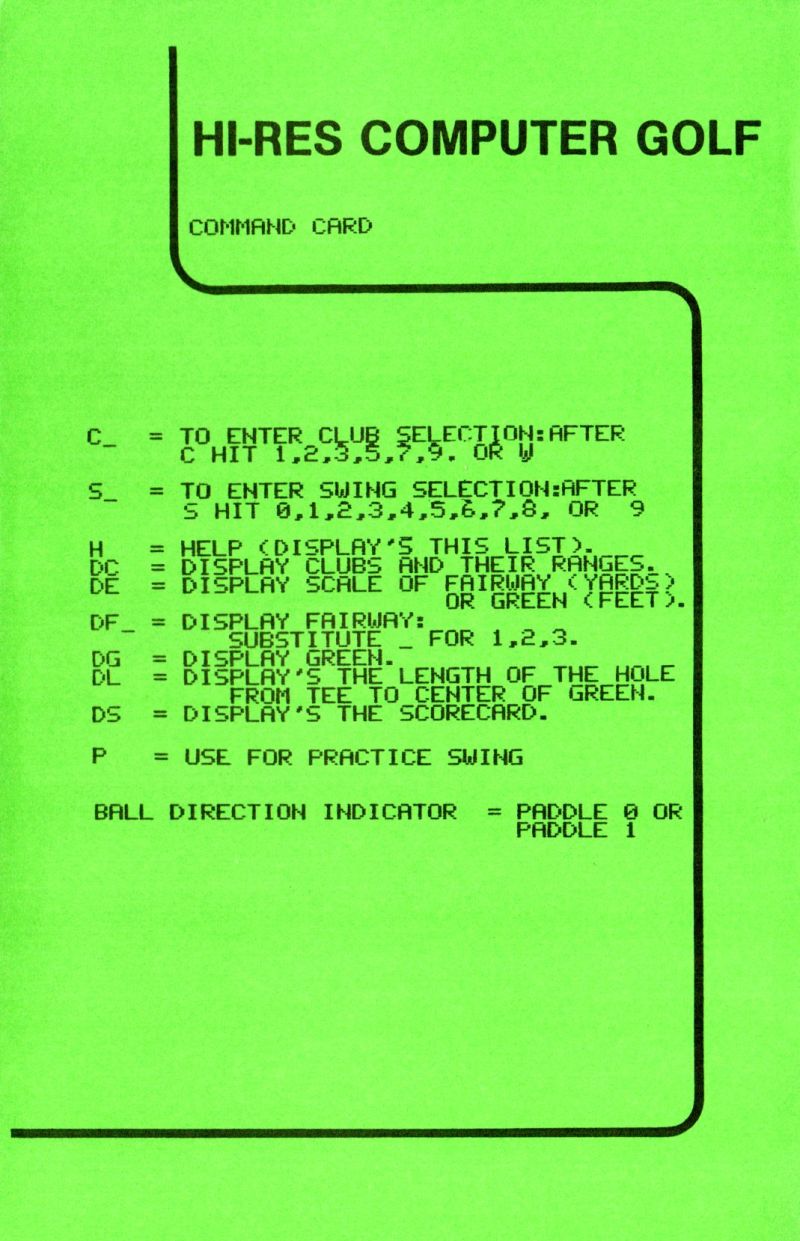 HI-RES COMPUTER GOLF
COMMAND CARD
C_ = TO ENTER CLUB SELECTION:AFTER
C HIT 1,2,3,5,7,9. OR W
S_ = TO ENTER SWING SELECTION:AFTER
S HIT 0,1,2,3,4,5,6,7,8, OR 9
H = HELP (DISPLAY'S THIS LIST).
DC = DISPLAY CLUBS AND THEIR RANGES.
DE = DISPLAY SCALE OF FAIRWAY (YARDS)
OR GREEN (FEET).
DF_ = DISPLAY FAIRWAY:
SUBSTITUTE _ FOR 1,2,3.
DG = DISPLAY GREEN.
DL = DISPLAY'S THE LENGTH OF THE HOLE
FROM TEE TO CENTER OF GREEN.
DS = DISPLAY'S THE SCORECARD.
P = USE FOR PRACTICE SWING
BALL DIRECTION INDICATOR = PADDLE 0 OR
PADDLE 1